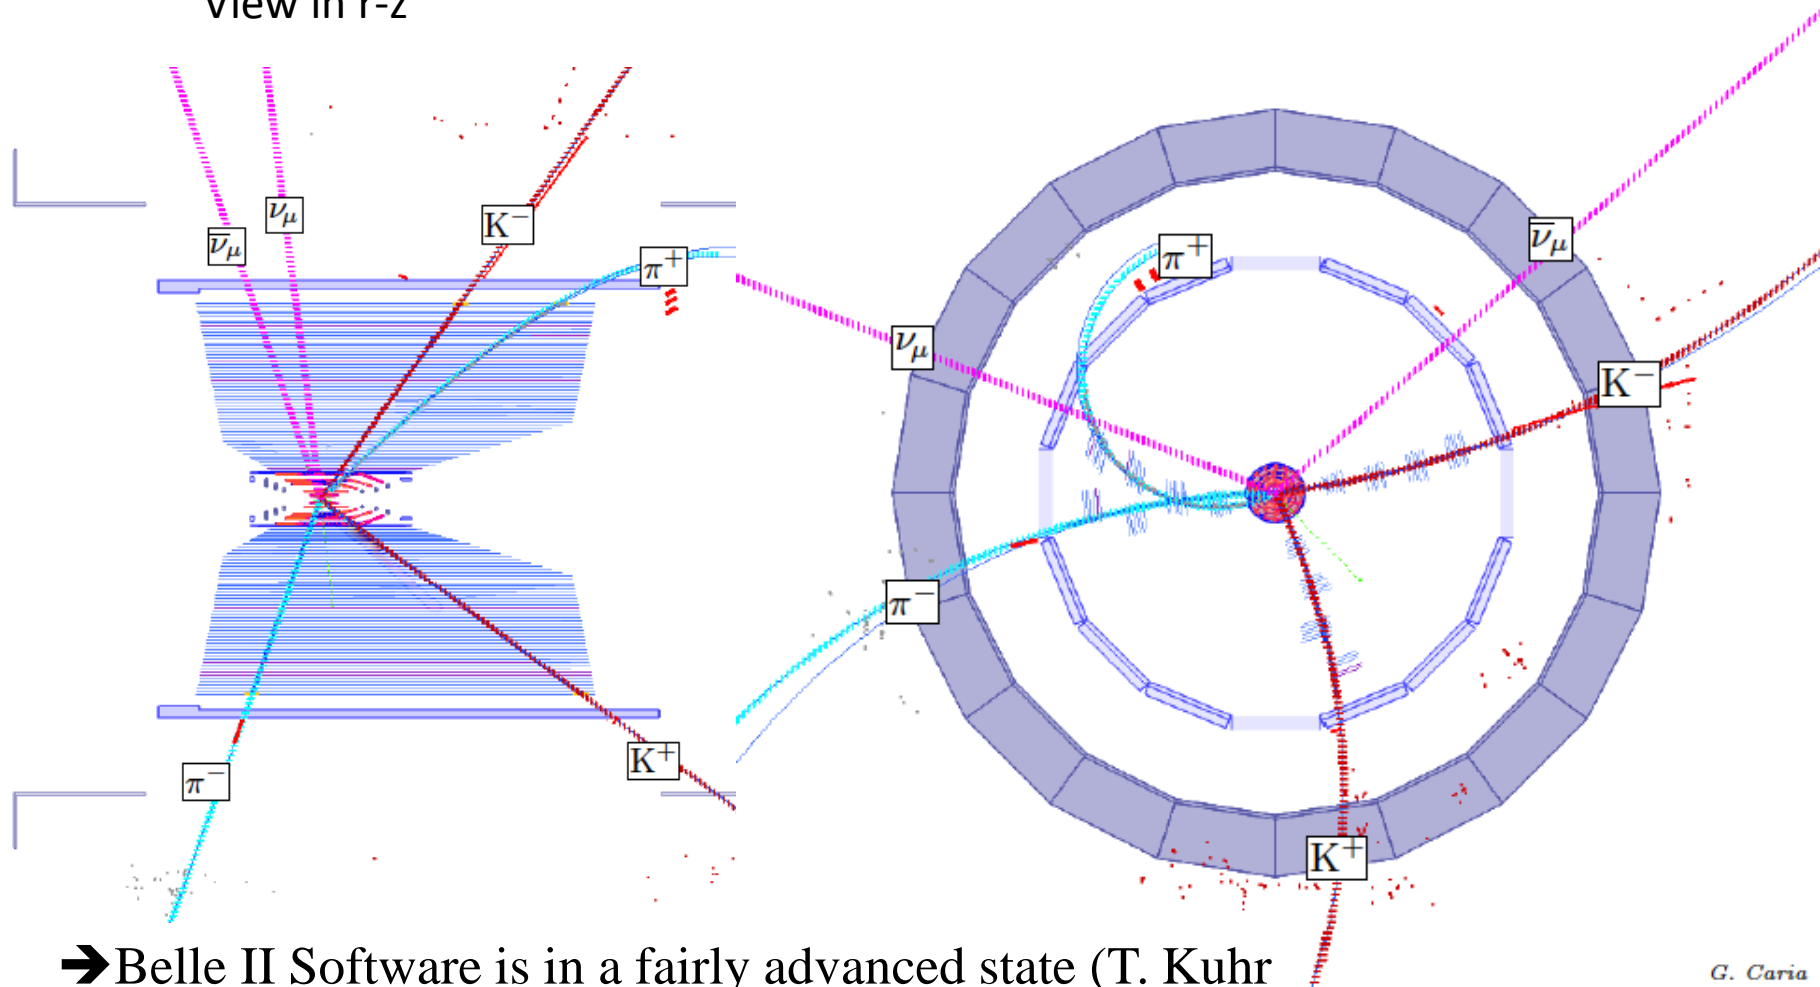 View in r-z
ν̄μ
νμ
K−
π+
π−
K+
π+
ν̄μ
νμ
K−
π−
K+
➔Belle II Software is in a fairly advanced state (T. Kuhr
G. Caria